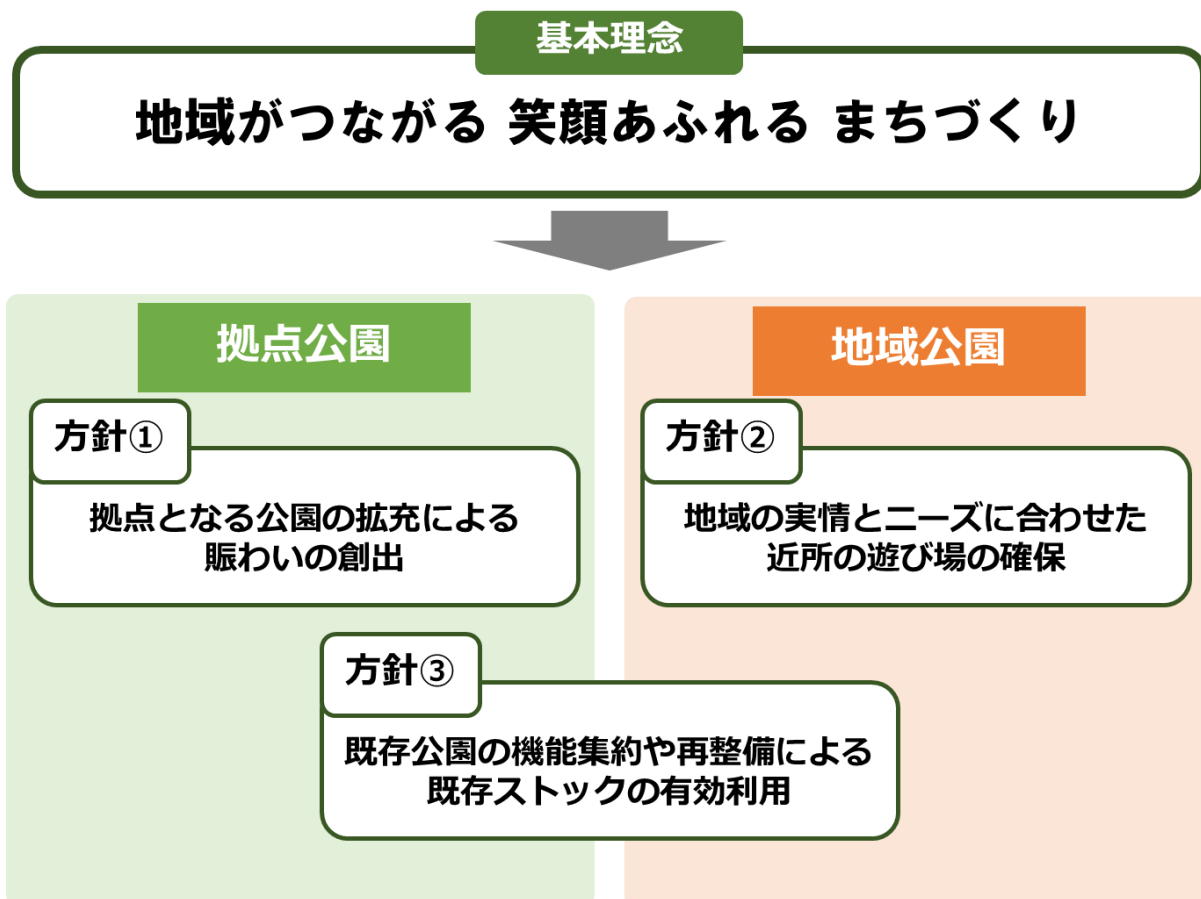 基本理念
地域がつながる 笑顔あふれる まちづくり
拠点公園
方針①
拠点となる公園の拡充による
賑わいの創出
地域公園
方針②
地域の実情とニーズに合わせた
近所の遊び場の確保
方針③
既存公園の機能集約や再整備による
既存ストックの有効利用